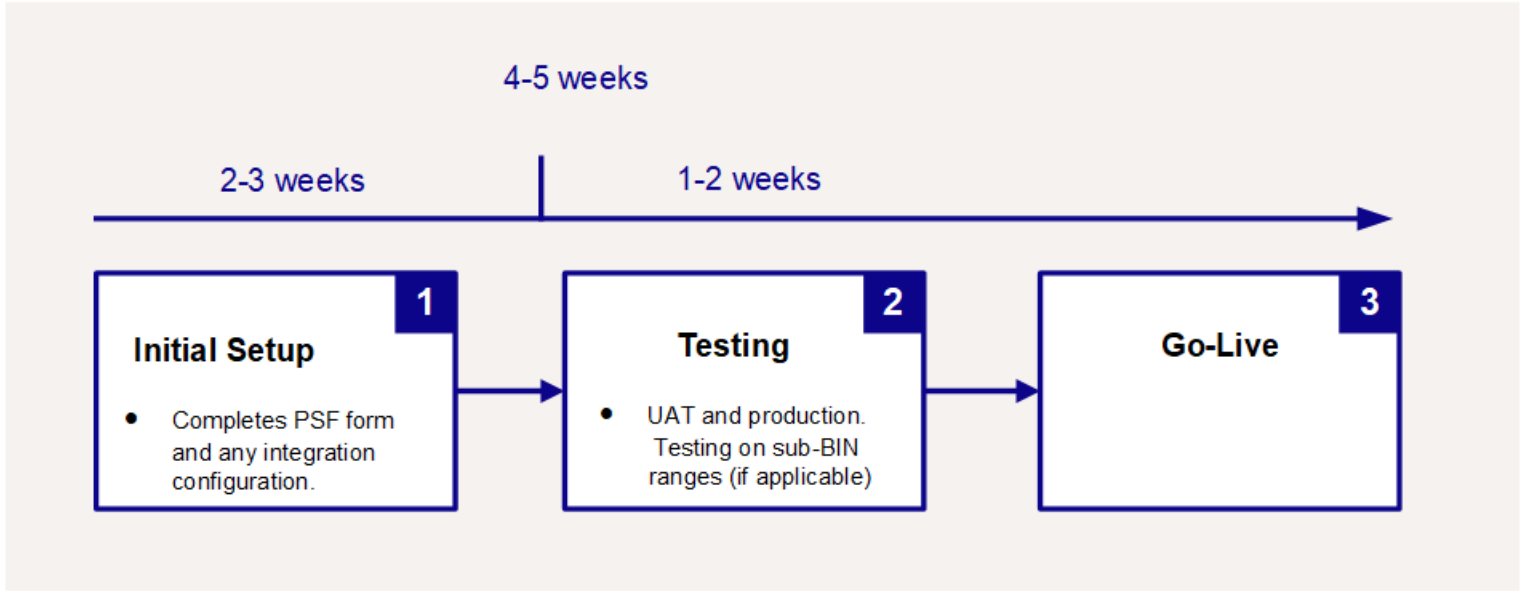 4-5 weeks
2-3 weeks
1-2 weeks
1
Initial Setup
● Completes PSF form
and any integration
configuration.
2
Testing
● UAT and production.
Testing on sub-BIN
ranges (if applicable)
3
Go-Live